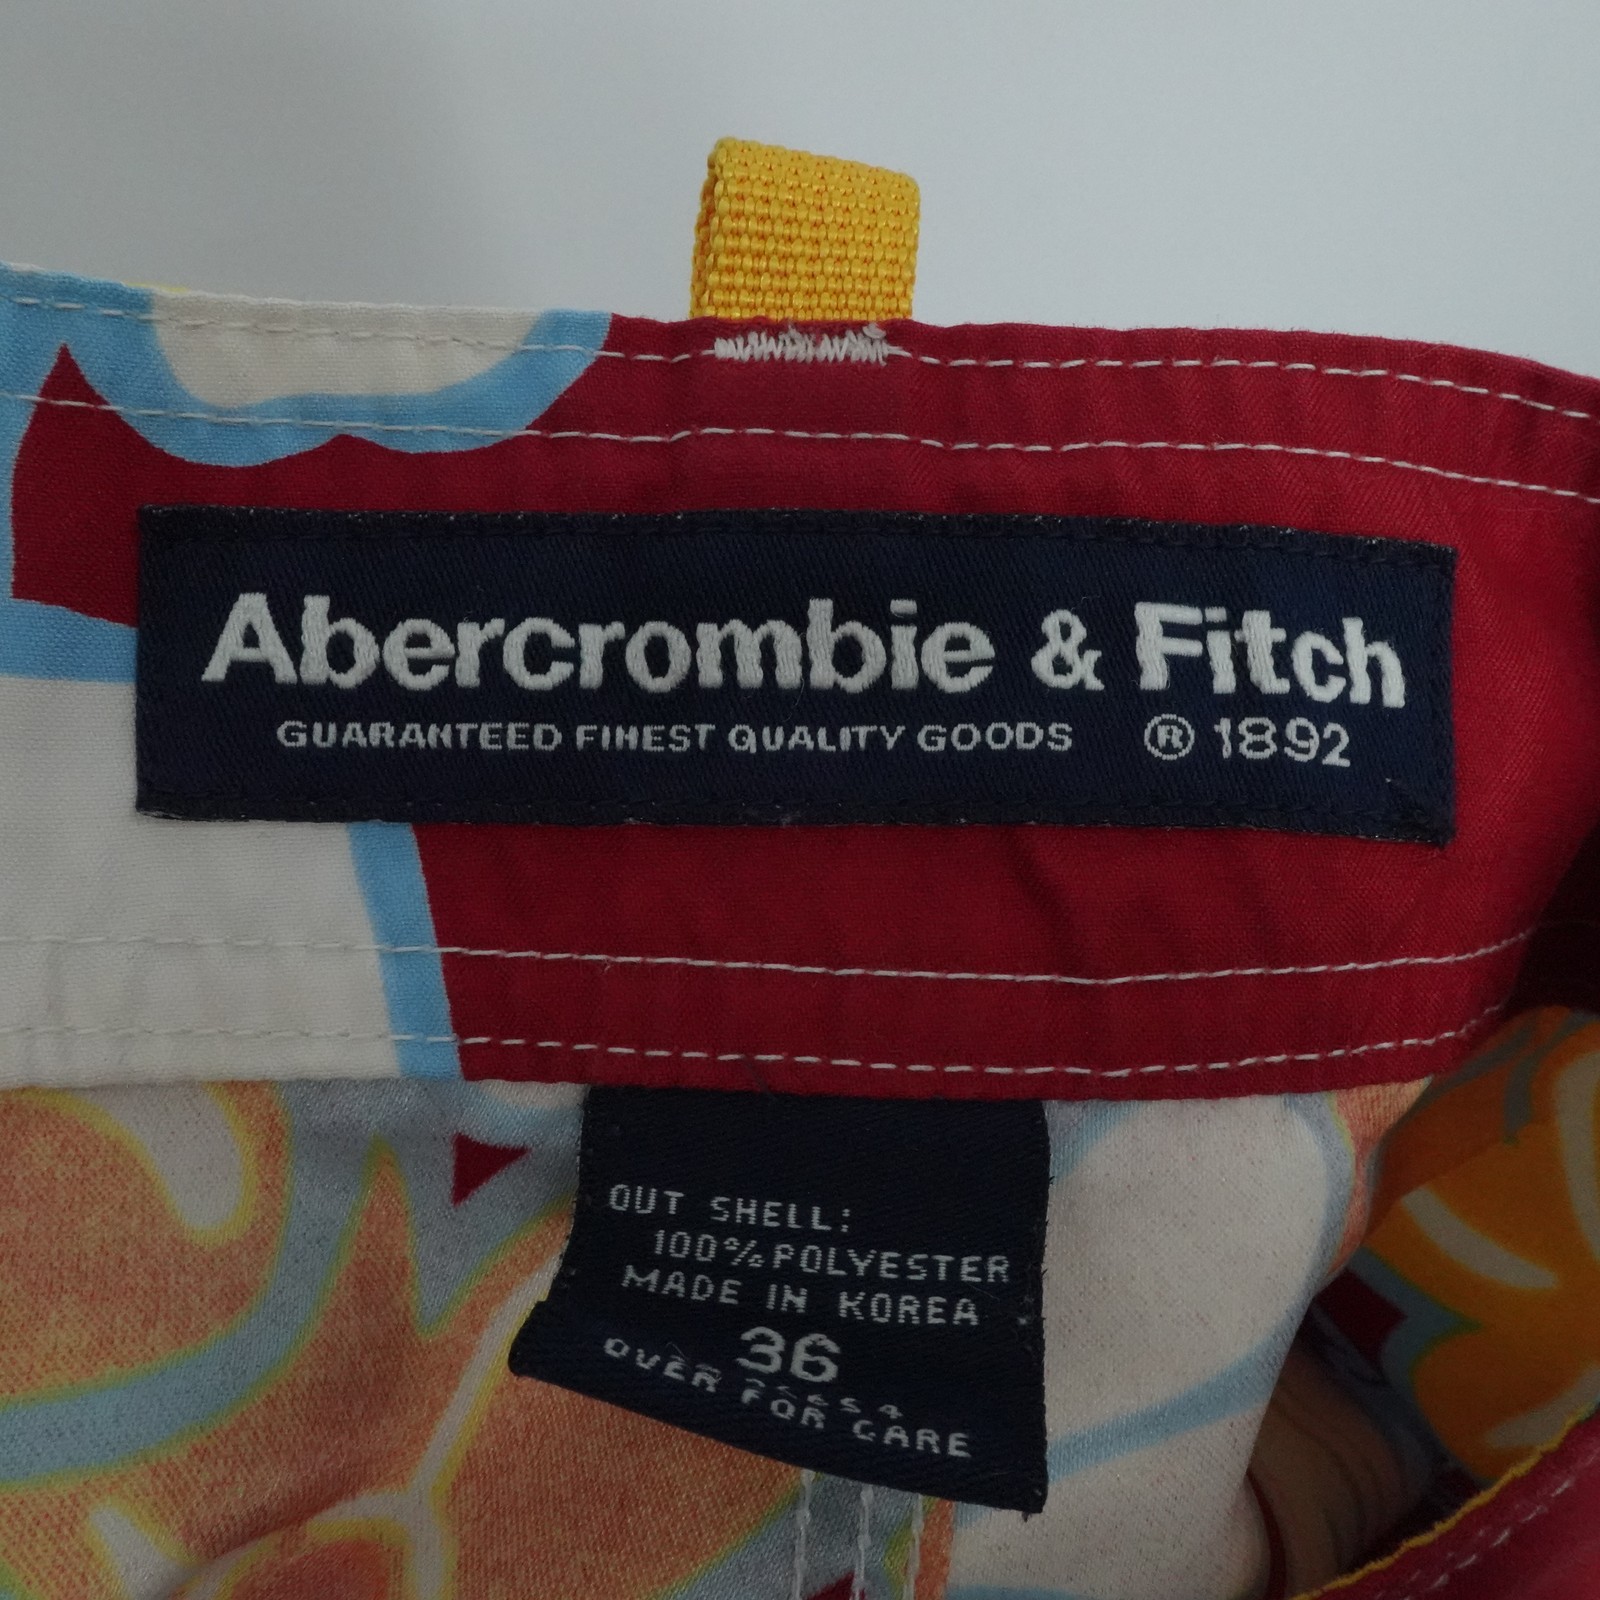 Abercrombie & Fitch
GUARANTEED FINEST QUALITY GOODS ® 1892
OUT SHELL:
100% POLYESTER
MADE IN KOREA
36
OVER FOR CARE